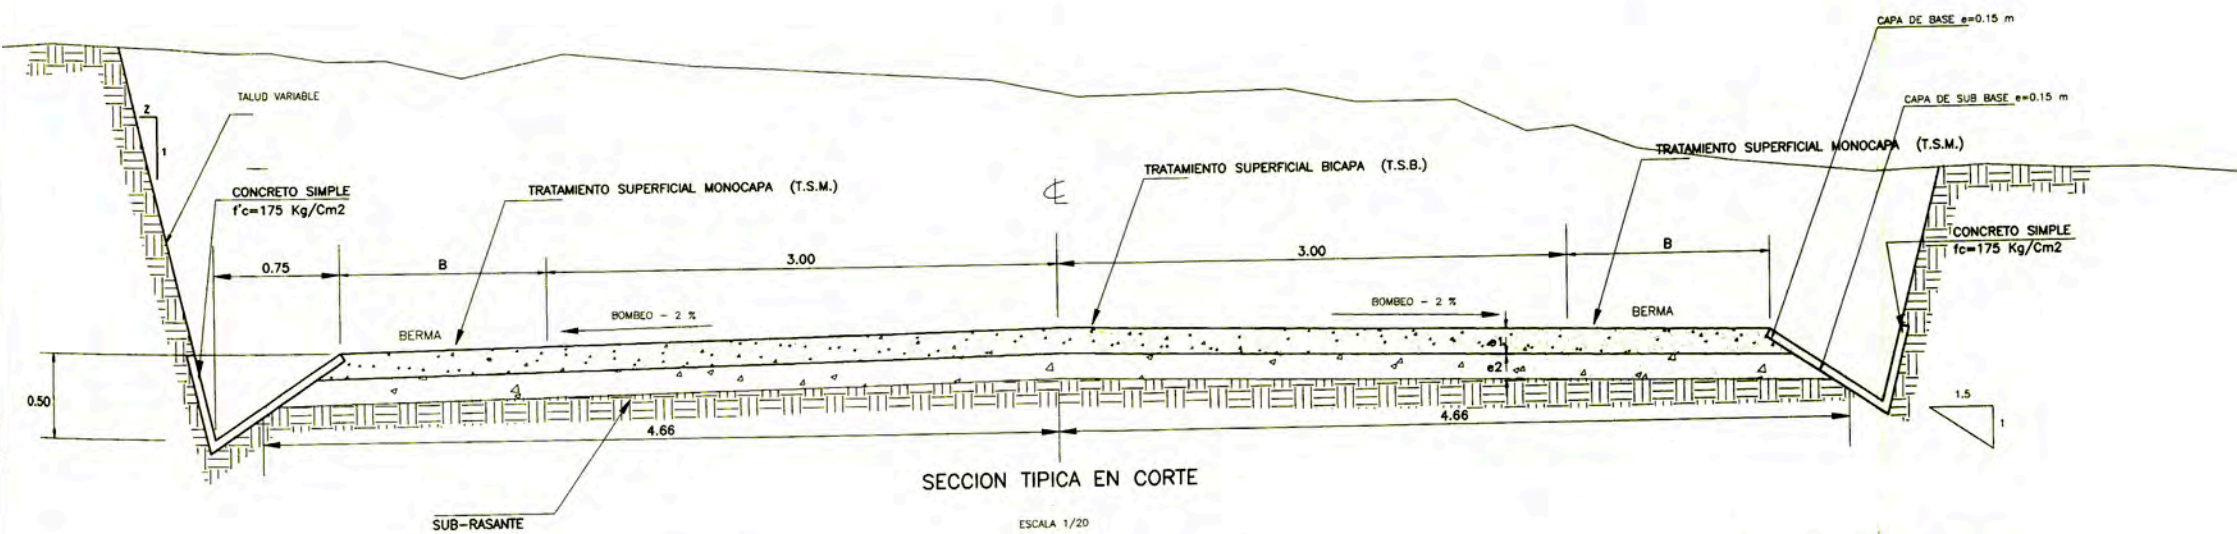 CAPA DE BASE e=0.15 m
TALUD VARIABLE
CAPA DE SUB BASE e=0.15 m
2
1
TRATAMIENTO SUPERFICIAL MONOCAPA (T.S.M.)
TRATAMIENTO SUPERFICIAL BICAPA (T.S.B.)
TRATAMIENTO SUPERFICIAL MONOCAPA (T.S.M.)
CONCRETO SIMPLE
f'c=175 Kg/Cm2
CONCRETO SIMPLE
fc=175 Kg/Cm2
0.75
B
3.00
3.00
B
BERMA
BOMBEO - 2 %
BOMBEO - 2 %
BERMA
e1
e2
0.50
4.66
4.66
1.5
1
SECCION TIPICA EN CORTE
SUB-RASANTE
ESCALA 1/20